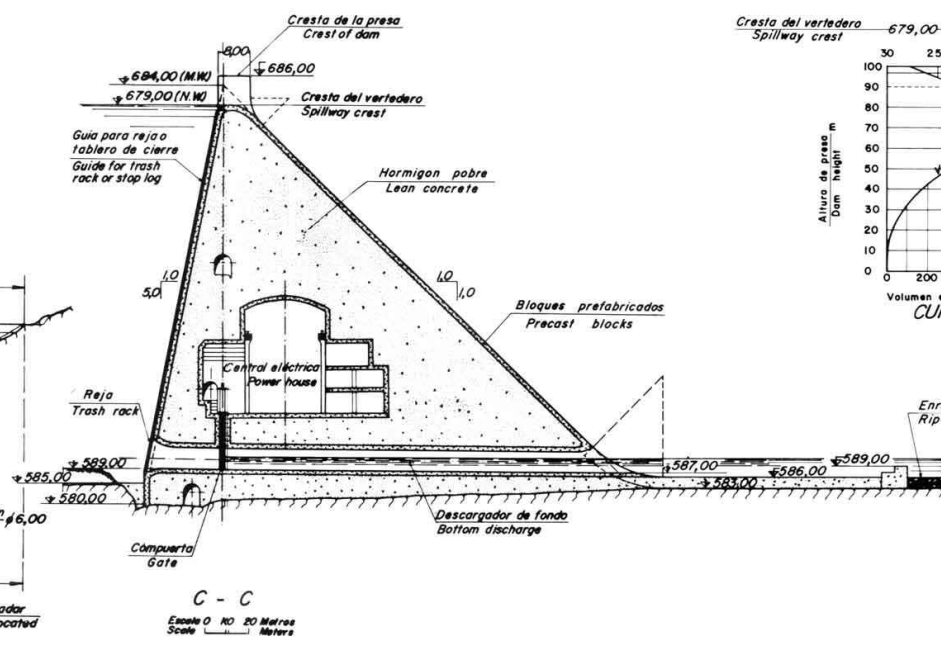 Cresta de la presa
Crest of dam
8,00
686,00
684,00 (M.W.)
679,00 (N.W.)
Cresta del vertedero
Spillway crest
Guia para reja o
tablero de cierre
Guide for trash
rack or stop log
Hormigon pobre
Lean concrete
1,0
5,0
1,0
1,0
Bloques prefabricados
Precast blocks
Central eléctrica
Power house
Reja
Trash rack
589,00
585,00
580,00
ø6,00
587,00
586,00
583,00
589,00
Descargador de fondo
Bottom discharge
Compuerta
Gate
C - C
Escala 0 10 20 Metros
Scale Meters
Cresta del vertedero 679,00
Spillway crest
30 25
100
90
80
70
60
50
40
30
20
10
0
Altura de presa m
Dam height
0 200
Volumen